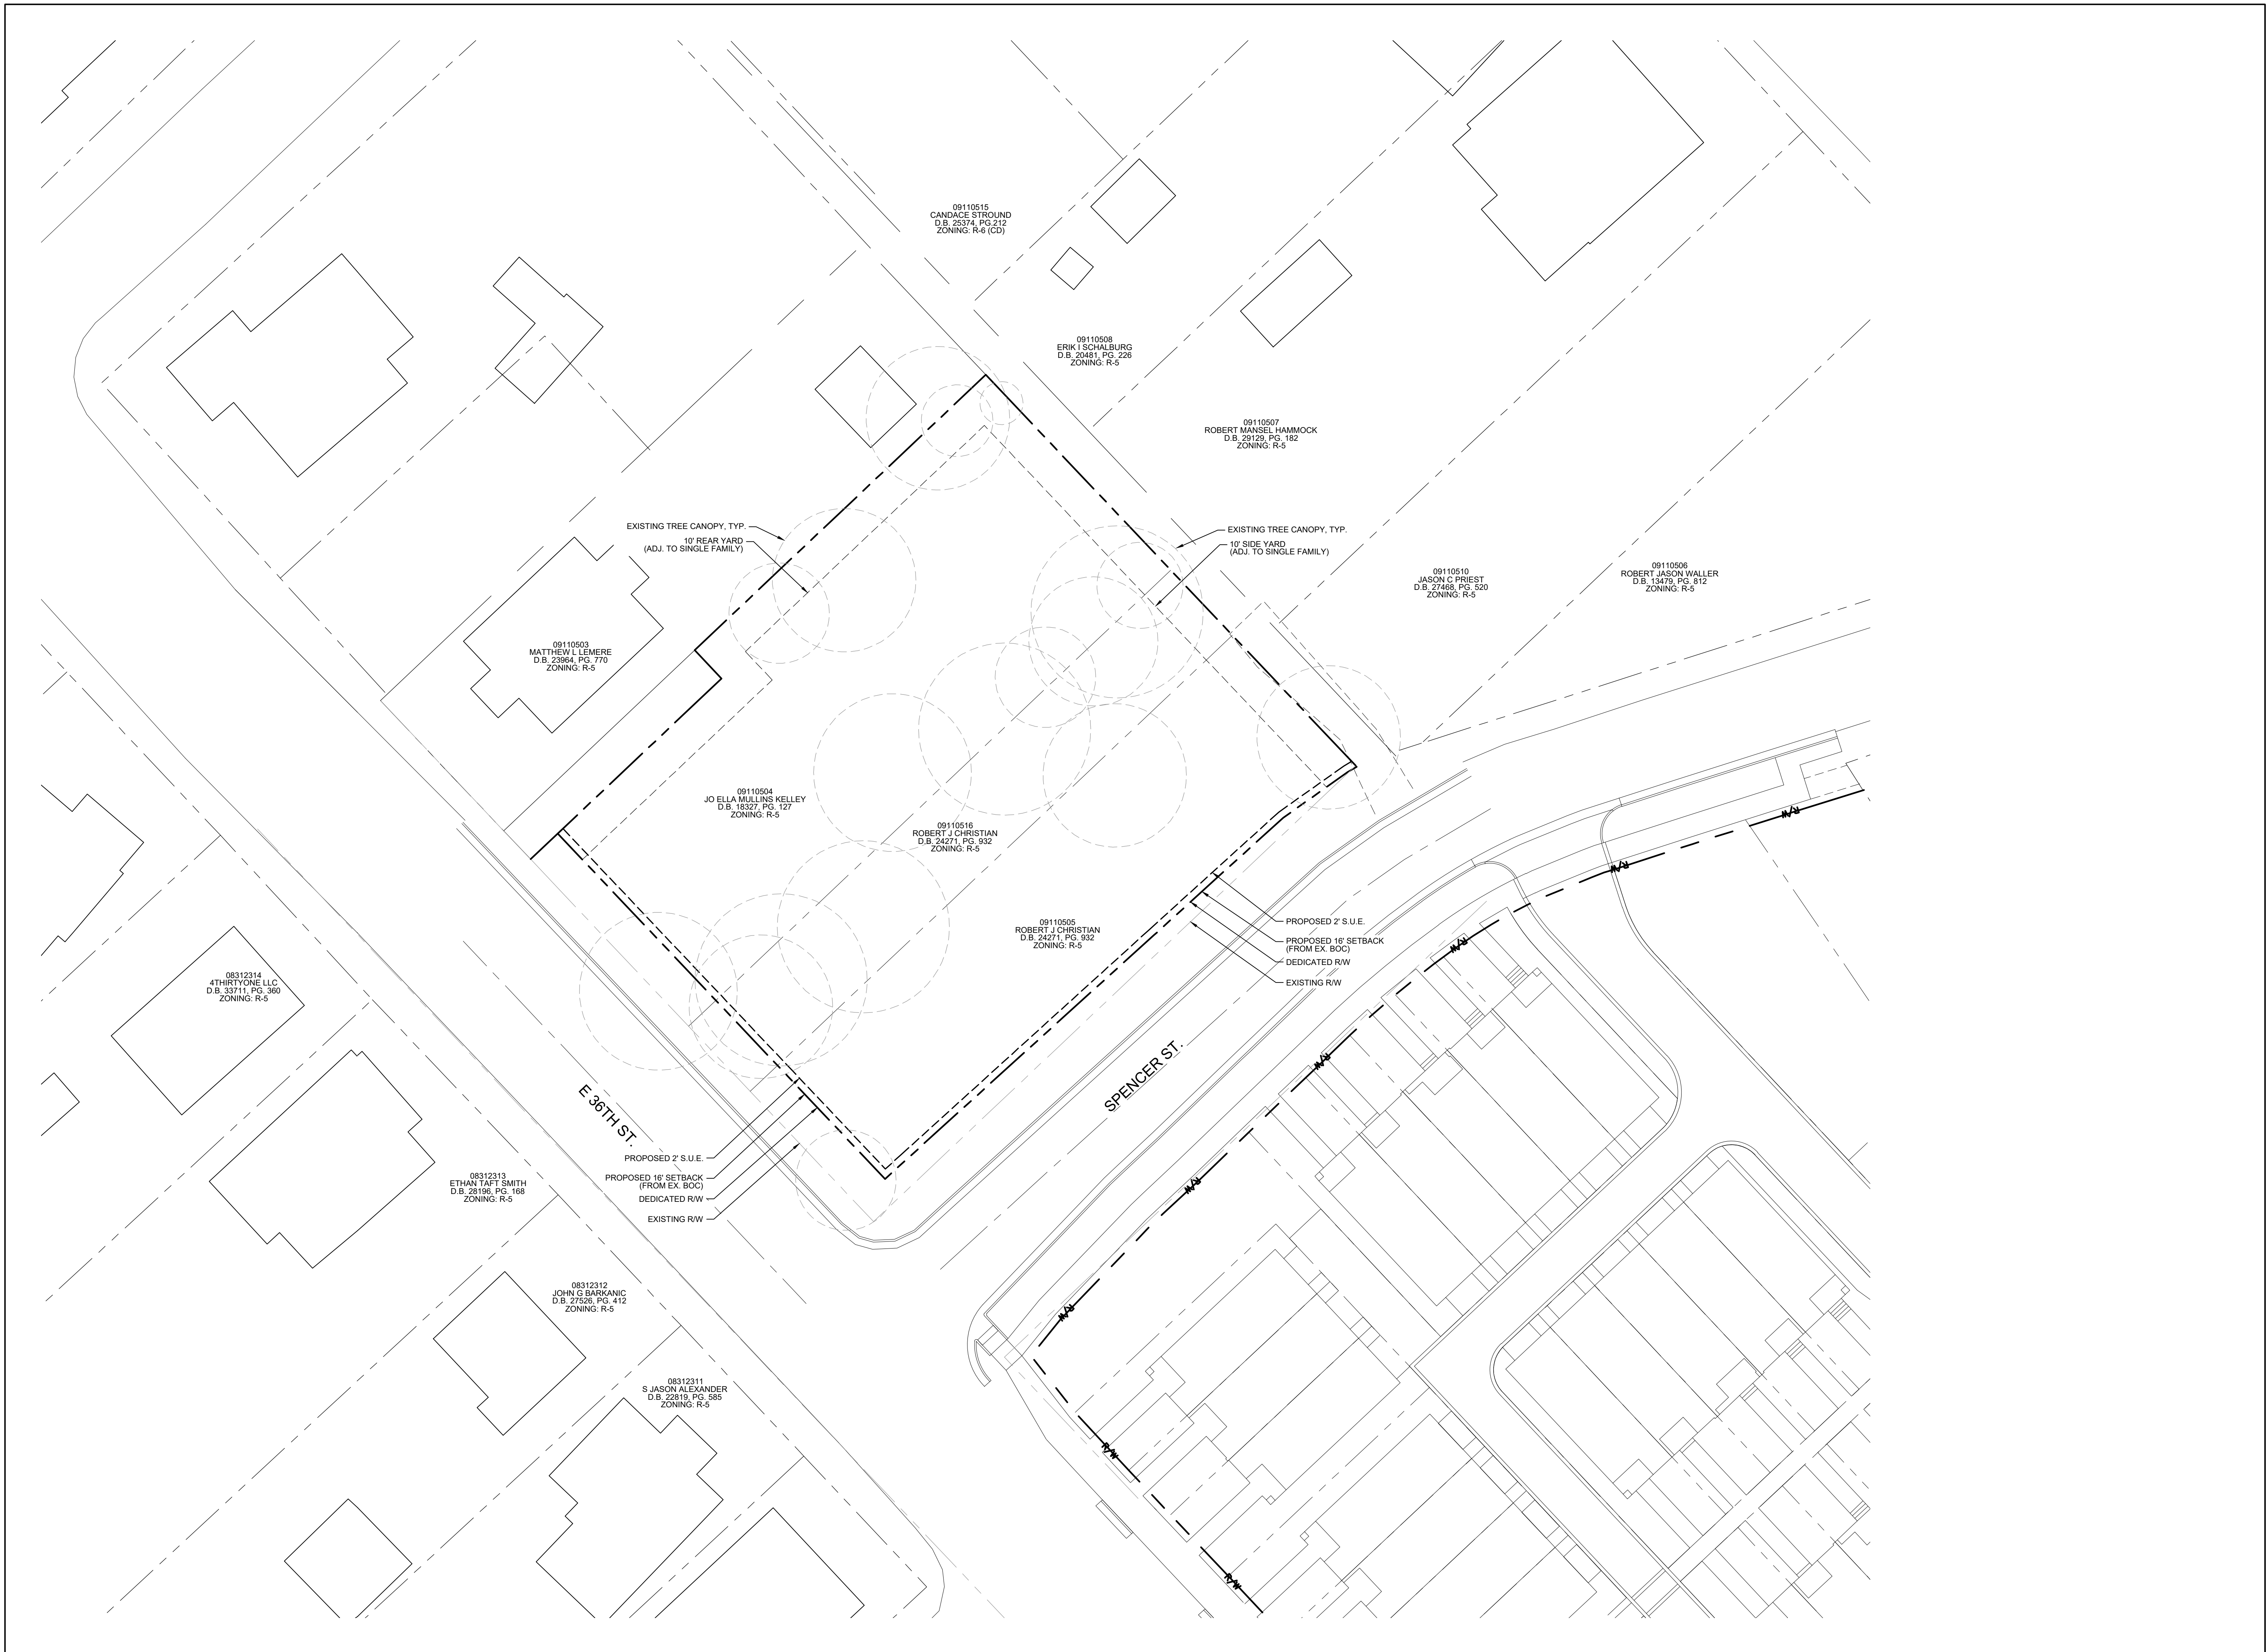 09110515
CANDACE STROUND
D.B. 25374, PG.212
ZONING: R-6 (CD)
09110508
ERIK I SCHALBURG
D.B. 20481, PG. 226
ZONING: R-5
09110507
ROBERT MANSEL HAMMOCK
D.B. 29129, PG. 182
ZONING: R-5
EXISTING TREE CANOPY, TYP.
10' REAR YARD
(ADJ. TO SINGLE FAMILY)
EXISTING TREE CANOPY, TYP.
10' SIDE YARD
(ADJ. TO SINGLE FAMILY)
09110510
JASON C PRIEST
D.B. 27468, PG. 520
ZONING: R-5
09110506
ROBERT JASON WALLER
D.B. 13479, PG. 812
ZONING: R-5
09110503
MATTHEW L LEMERE
D.B. 23964, PG. 770
ZONING: R-5
09110504
JO ELLA MULLINS KELLEY
D.B. 18327, PG. 127
ZONING: R-5
09110516
ROBERT J CHRISTIAN
D.B. 24271, PG. 932
ZONING: R-5
09110505
ROBERT J CHRISTIAN
D.B. 24271, PG. 932
ZONING: R-5
PROPOSED 2' S.U.E.
PROPOSED 16' SETBACK
(FROM EX. BOC)
DEDICATED R/W
EXISTING R/W
R/W
R/W
R/W
R/W
R/W
R/W
R/W
R/W
SPENCER ST.
E 36TH ST.
08312314
4THIRTYONE LLC
D.B. 33711, PG. 360
ZONING: R-5
PROPOSED 2' S.U.E.
PROPOSED 16' SETBACK
(FROM EX. BOC)
DEDICATED R/W
EXISTING R/W
08312313
ETHAN TAFT SMITH
D.B. 28196, PG. 168
ZONING: R-5
08312312
JOHN G BARKANIC
D.B. 27526, PG. 412
ZONING: R-5
08312311
S JASON ALEXANDER
D.B. 22819, PG. 585
ZONING: R-5